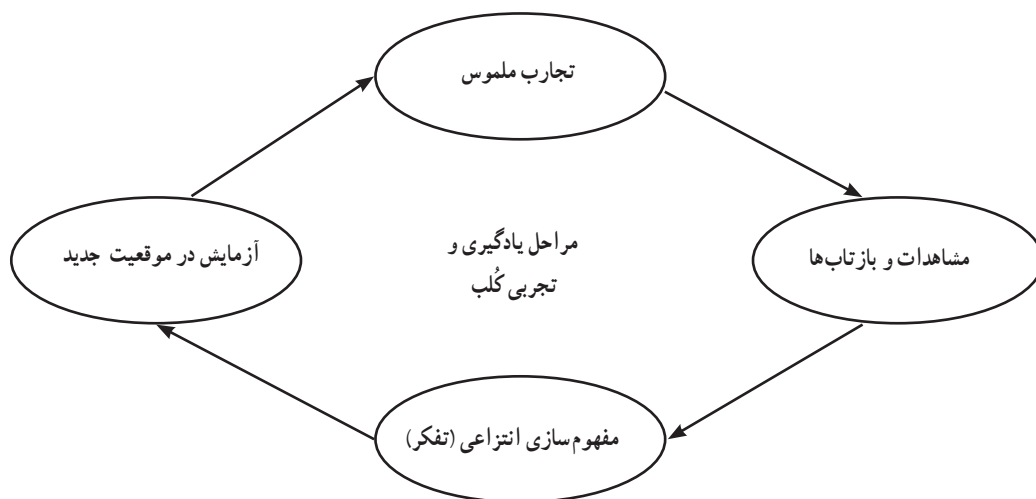 تجارب ملموس
مشاهدات و بازتاب‌ها
مفهوم‌سازی انتزاعی (تفکر)
آزمایش در موقعیت جدید
مراحل یادگیری و
تجربی کُلب